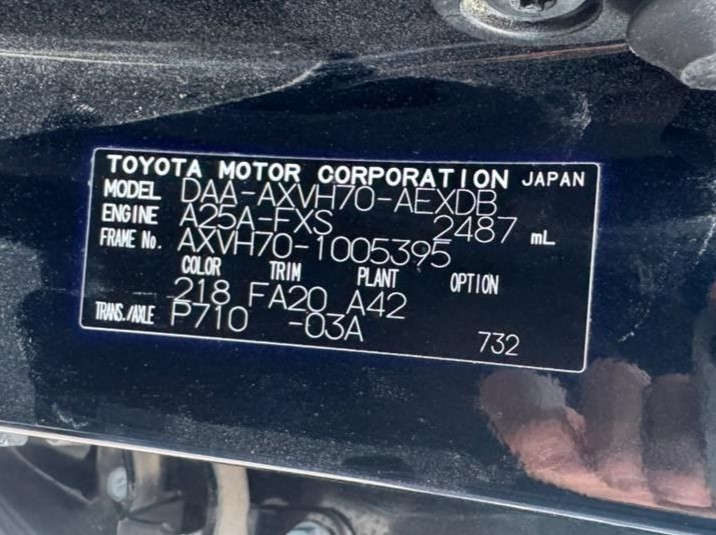 TOYOTA MOTOR CORPORATION JAPAN
MODEL DAA-AXVH70-AEXDB
ENGINE A25A-FXS 2487 mL
FRAME No. AXVH70-1005395
COLOR TRIM PLANT OPTION
218 FA20 A42
TRANS./AXLE P710 -03A 732